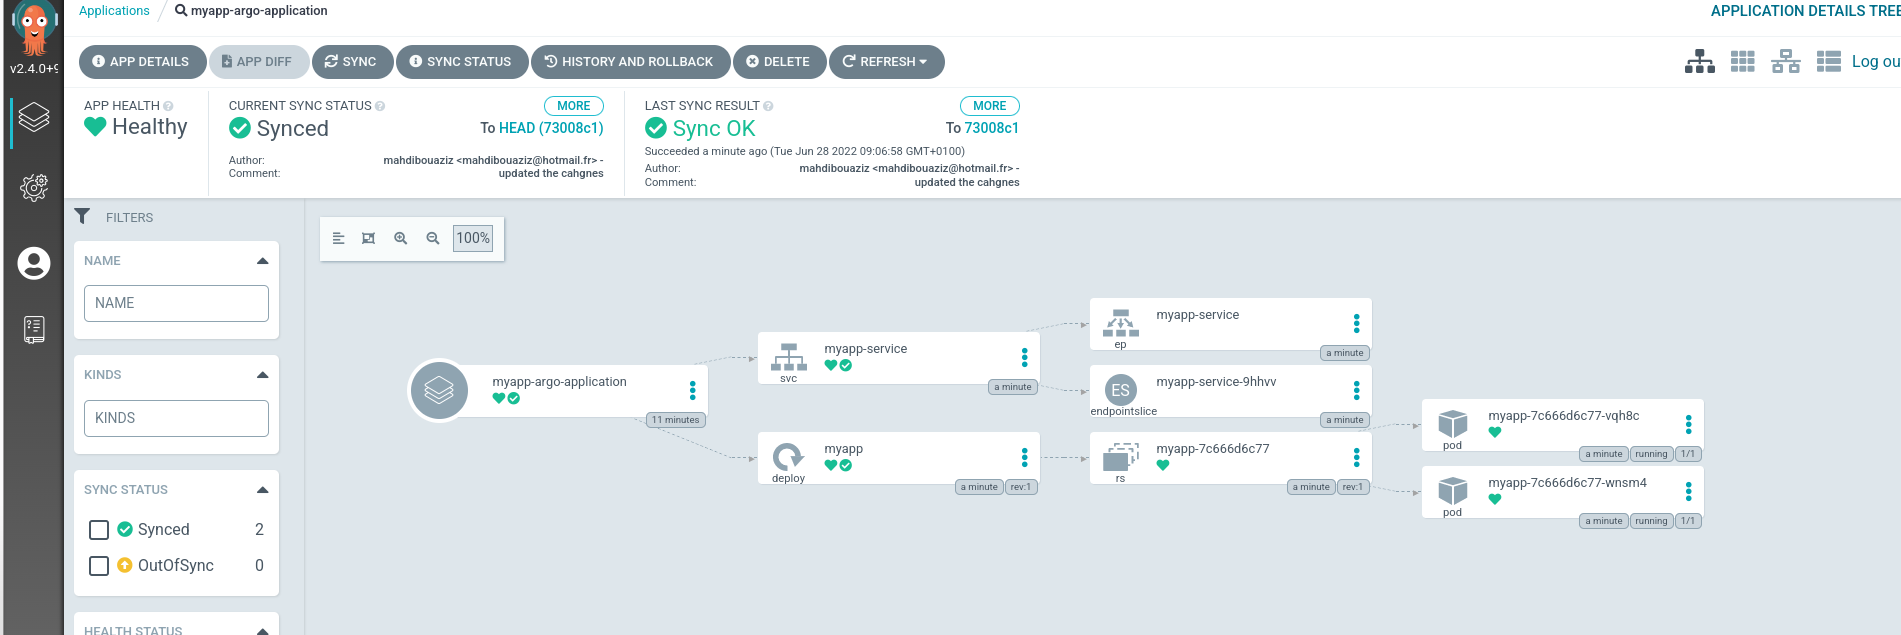 Applications
myapp-argo-application
APPLICATION DETAILS TREE
v2.4.0+9
APP DETAILS
APP DIFF
SYNC
SYNC STATUS
HISTORY AND ROLLBACK
DELETE
REFRESH
Log ou
APP HEALTH
Healthy
CURRENT SYNC STATUS
MORE
Synced
To HEAD (73008c1)
Author: mahdibouaziz <mahdibouaziz@hotmail.fr> -
Comment: updated the cahgnes
LAST SYNC RESULT
MORE
Sync OK
To 73008c1
Succeeded a minute ago (Tue Jun 28 2022 09:06:58 GMT+0100)
Author: mahdibouaziz <mahdibouaziz@hotmail.fr> -
Comment: updated the cahgnes
FILTERS
NAME
NAME
KINDS
KINDS
SYNC STATUS
Synced 2
OutOfSync 0
HEALTH STATUS
100%
myapp-argo-application
11 minutes
myapp-service
svc
a minute
myapp
deploy
a minute rev:1
myapp-service
ep
a minute
ES
myapp-service-9hhvv
endpointslice
a minute
myapp-7c666d6c77
rs
a minute rev:1
myapp-7c666d6c77-vqh8c
pod
a minute running 1/1
myapp-7c666d6c77-wnsm4
pod
a minute running 1/1